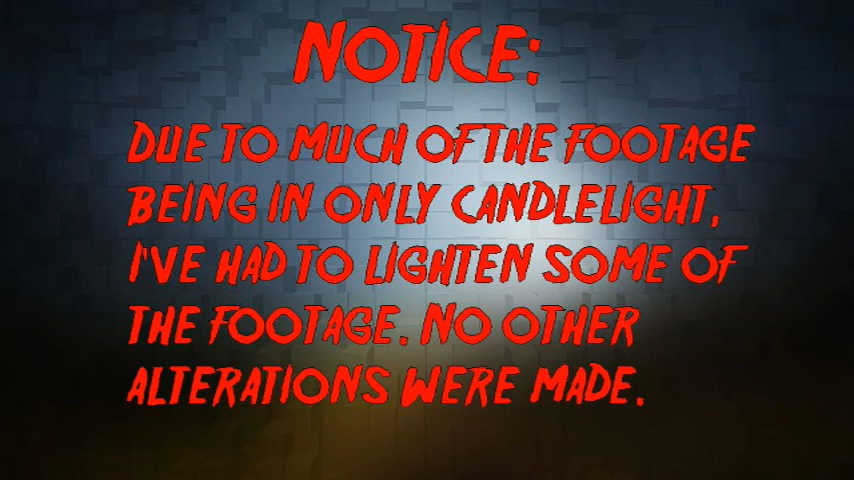 NOTICE:
DUE TO MUCH OF THE FOOTAGE
BEING IN ONLY CANDLELIGHT,
I'VE HAD TO LIGHTEN SOME OF
THE FOOTAGE. NO OTHER
ALTERATIONS WERE MADE.